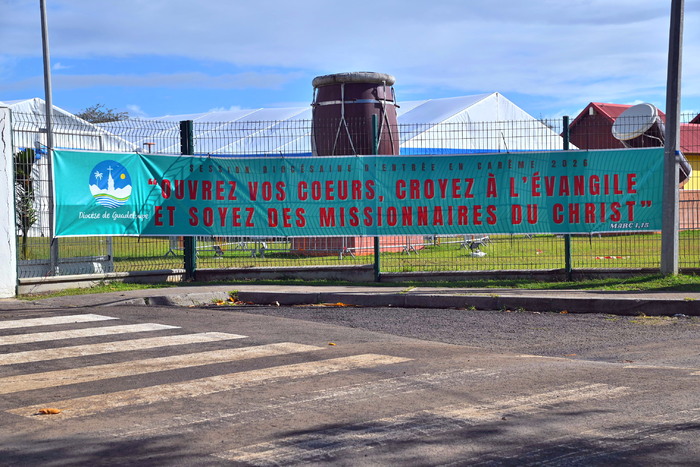 SESSION DIOCÉSAINE D'ENTRÉE EN CARÊME 2026
"OUVREZ VOS COEURS, CROYEZ À L'ÉVANGILE
ET SOYEZ DES MISSIONNAIRES DU CHRIST"
MARC 1,15
Diocèse de Guadeloupe